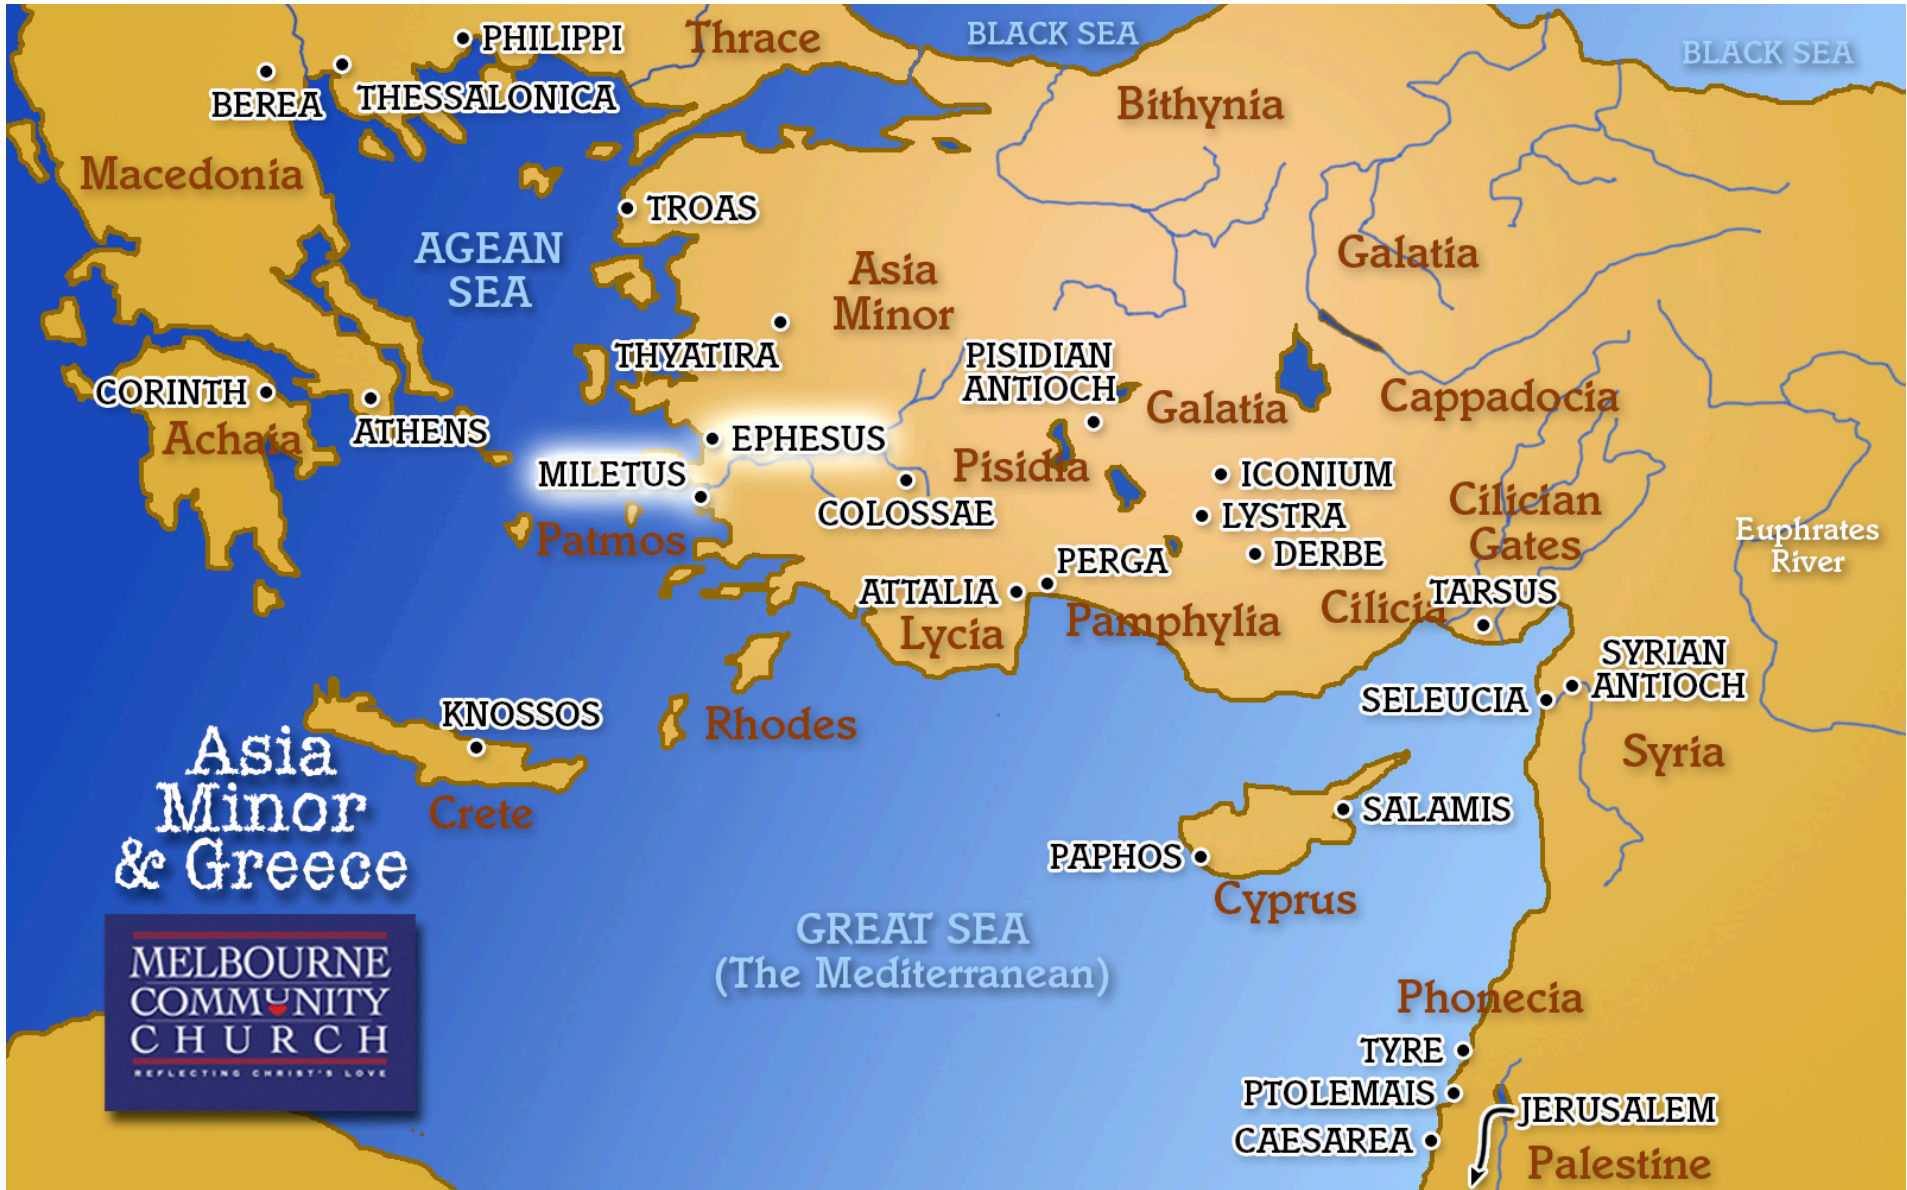 PHILIPPI
Thrace
BLACK SEA
BLACK SEA
BEREA
THESSALONICA
Bithynia
Macedonia
TROAS
AGEAN
SEA
Asia
Minor
Galatia
THYATIRA
PISIDIAN
ANTIOCH
CORINTH
ATHENS
Achaia
Galatia
Cappadocia
EPHESUS
MILETUS
Pisidia
ICONIUM
COLOSSAE
LYSTRA
Cilician
Gates
Patmos
DERBE
Euphrates
River
PERGA
ATTALIA
Lycia
Pamphylia
Cilicia
TARSUS
SYRIAN
ANTIOCH
SELEUCIA
KNOSSOS
Rhodes
Syria
Asia
Minor
& Greece
Crete
SALAMIS
PAPHOS
Cyprus
GREAT SEA
(The Mediterranean)
MELBOURNE
COMMUNITY
CHURCH
REFLECTING CHRIST'S LOVE
Phonecia
TYRE
PTOLEMAIS
JERUSALEM
CAESAREA
Palestine